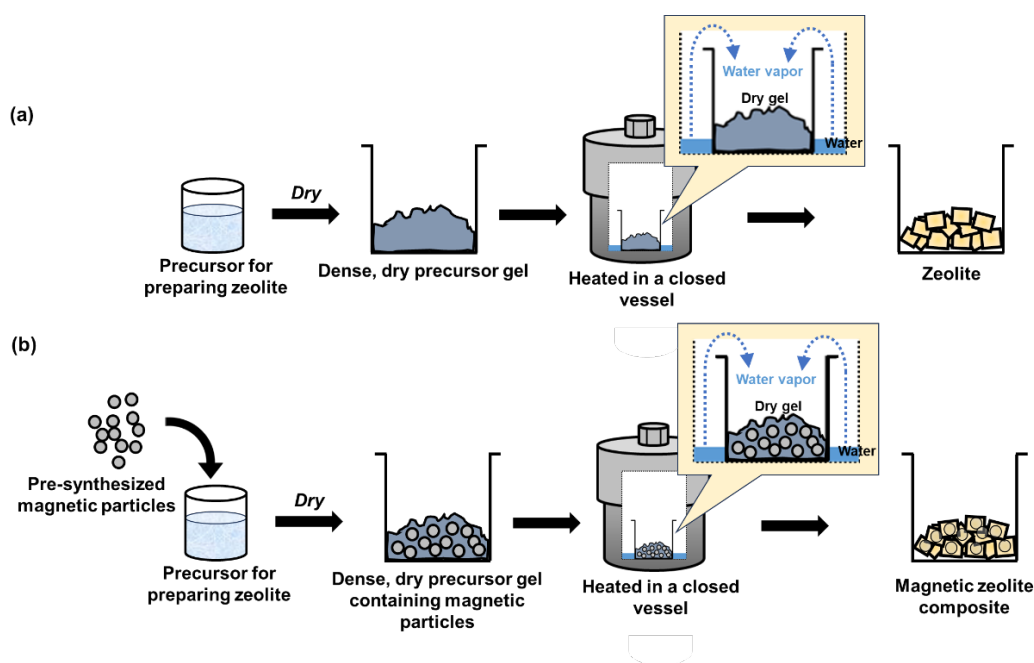 (a)
Water vapor
Dry gel
Water
Dry
Precursor for
preparing zeolite
Dense, dry precursor gel
Heated in a closed
vessel
Zeolite
(b)
Water vapor
Dry gel
Water
Pre-synthesized
magnetic particles
Dry
Precursor for
preparing zeolite
Dense, dry precursor gel
containing magnetic
particles
Heated in a closed
vessel
Magnetic zeolite
composite